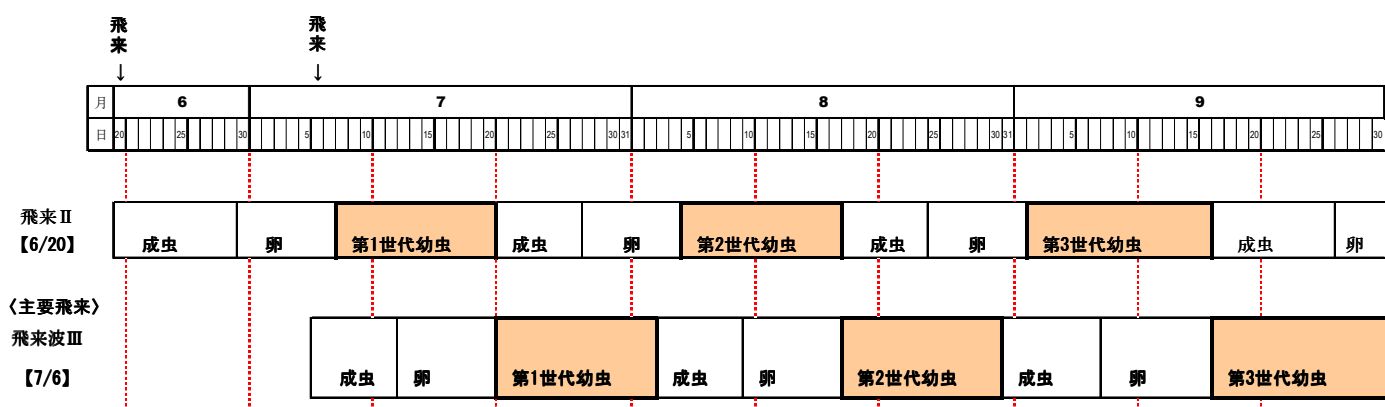 飛来 飛来
↓ ↓
月 6 7 8 9
日 20 25 30 5 10 15 20 25 30 31 5 10 15 20 25 30 31 5 10 15 20 25 30
飛来Ⅱ
【6/20】 成虫 卵 第1世代幼虫 成虫 卵 第2世代幼虫 成虫 卵 第3世代幼虫 成虫 卵
〈主要飛来〉
飛来波Ⅲ
【7/6】 成虫 卵 第1世代幼虫 成虫 卵 第2世代幼虫 成虫 卵 第3世代幼虫